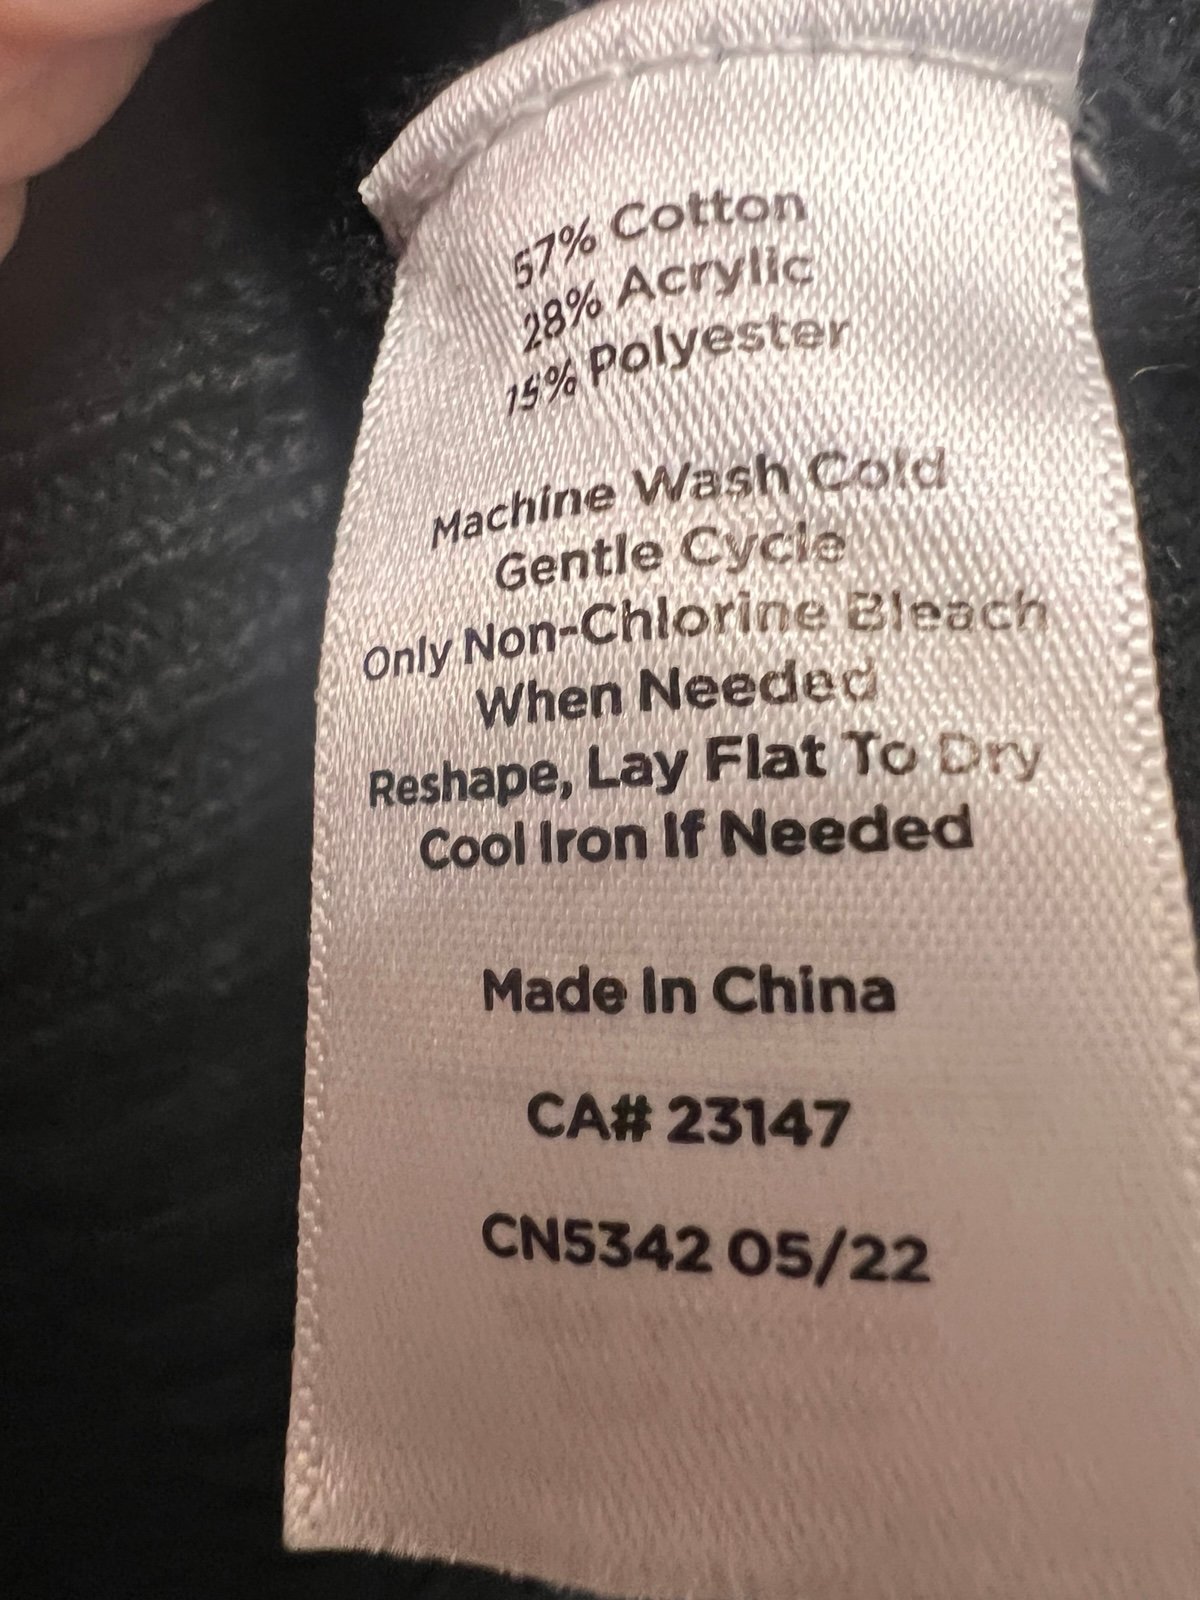 57% Cotton
28% Acrylic
15% Polyester
Machine Wash Cold
Gentle Cycle
Only Non-Chlorine Bleach
When Needed
Reshape, Lay Flat To Dry
Cool Iron If Needed
Made In China
CA# 23147
CN5342 05/22